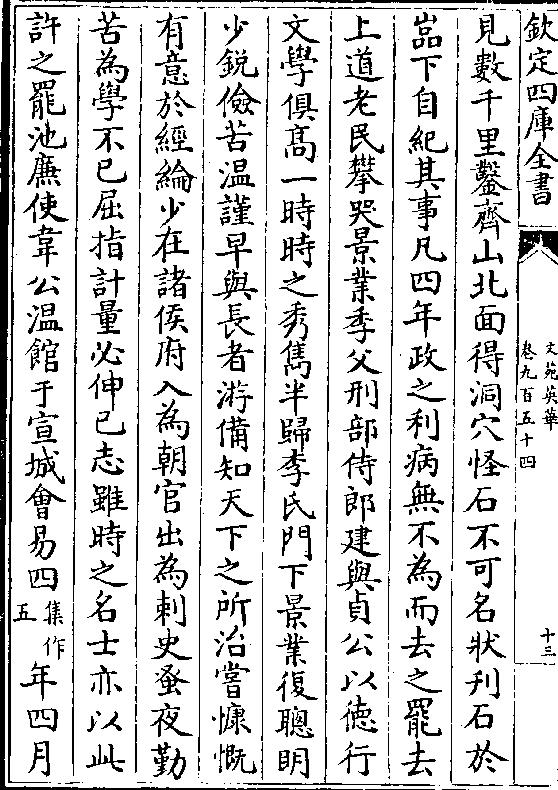 欽定四庫全書
文苑英華
卷九百五十四
十三
見數千里鑿齊山北面得洞穴怪石不可名狀刋石於
嵓下自紀其事凡四年政之利病無不為而去之罷去
上道老民攀哭景業季父刑部侍郎建與貞公以徳行
文學俱髙一時時之秀雋半歸李氏門下景業復聰明
少鋭儉苦温謹早與長者游備知天下之所治嘗慷慨
有意於經綸少在諸侯府入為朝官出為刺史蚤夜勤
苦為學不已屈指計量必伸已志雖時之名士亦以此
許之罷池廉使韋公温館于宣城會易四集作五年四月